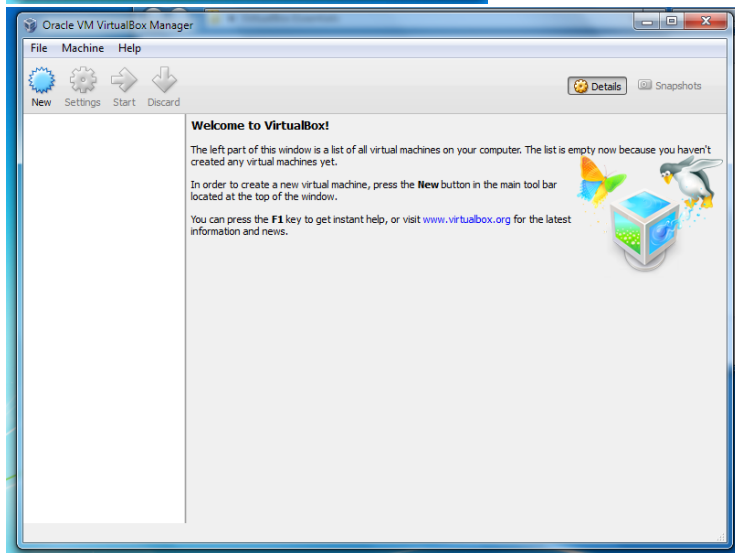 Oracle VM VirtualBox Manager
File Machine Help
New Settings Start Discard
Details Snapshots
Welcome to VirtualBox!
The left part of this window is a list of all virtual machines on your computer. The list is empty now because you haven't
created any virtual machines yet.
In order to create a new virtual machine, press the New button in the main tool bar
located at the top of the window.
You can press the F1 key to get instant help, or visit www.virtualbox.org for the latest
information and news.